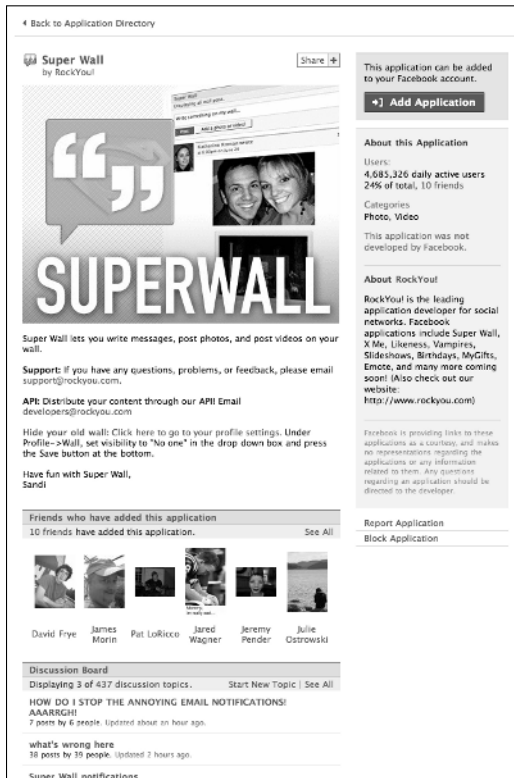 Back to Application Directory
Super Wall
by RockYou!
Share +
Super Wall
Write something on my wall...
SUPERWALL
Super Wall lets you write messages, post photos, and post videos on your
wall.
Support: If you have any questions, problems, or feedback, please email
support@rockyou.com
API: Distribute your content through our API! Email
developers@rockyou.com
Hide your old wall: Click here to go to your profile settings. Under
Profile->Wall, set visibility to "No one" in the drop down box and press
the Save button at the bottom.
Have fun with Super Wall,
Sandi
Friends who have added this application
10 friends have added this application. See All
David Frye
James
Morin
Pat LoRicco
Jared
Wagner
Jeremy
Pender
Julie
Ostrowski
Discussion Board
Displaying 3 of 437 discussion topics. Start New Topic | See All
HOW DO I STOP THE ANNOYING EMAIL NOTIFICATIONS!
AAARRGH!
7 posts by 6 people. Updated about an hour ago.
what's wrong here
38 posts by 39 people. Updated 2 hours ago.
Super Wall notifications
This application can be added
to your Facebook account.
Add Application
About this Application
Users:
4,685,326 daily active users
24% of total, 10 friends
Categories
Photo, Video
This application was not
developed by Facebook.
About RockYou!
RockYou! is the leading
application developer for social
networks. Facebook
applications include Super Wall,
X Me, Likeness, Vampires,
Slideshows, Birthdays, MyGifts,
Emote, and many more coming
soon! (Also check out our
website:
http://www.rockyou.com)
Facebook is providing links to these
applications as a courtesy, and makes
no representations regarding the
applications or any information
related to them. Any questions
regarding an application should be
directed to the developer.
Report Application
Block Application